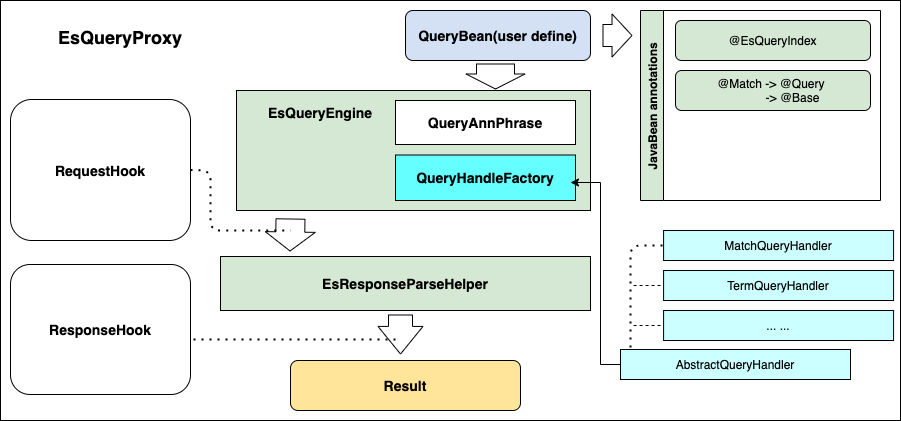 EsQueryProxy
QueryBean(user define)
JavaBean annotations
@EsQueryIndex
@Match -> @Query
-> @Base
EsQueryEngine
QueryAnnPhrase
QueryHandleFactory
RequestHook
EsResponseParseHelper
ResponseHook
Result
MatchQueryHandler
TermQueryHandler
... ...
AbstractQueryHandler